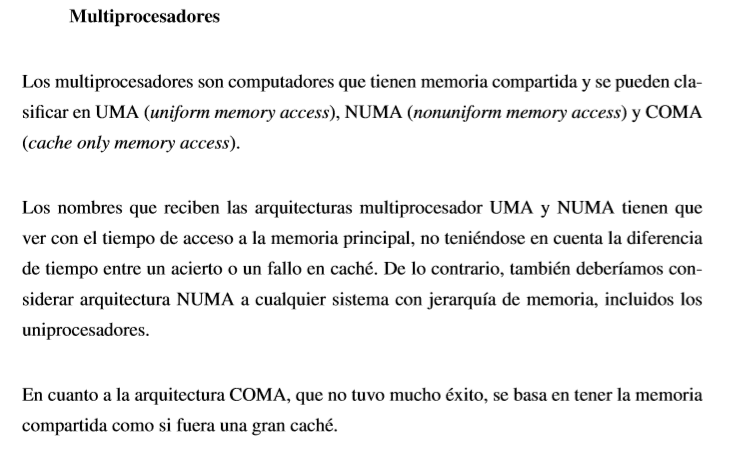 Multiprocesadores
Los multiprocesadores son computadores que tienen memoria compartida y se pueden cla-
sificar en UMA (uniform memory access), NUMA (nonuniform memory access) y COMA
(cache only memory access).
Los nombres que reciben las arquitecturas multiprocesador UMA y NUMA tienen que
ver con el tiempo de acceso a la memoria principal, no teniéndose en cuenta la diferencia
de tiempo entre un acierto o un fallo en caché. De lo contrario, también deberíamos con-
siderar arquitectura NUMA a cualquier sistema con jerarquía de memoria, incluidos los
uniprocesadores.
En cuanto a la arquitectura COMA, que no tuvo mucho éxito, se basa en tener la memoria
compartida como si fuera una gran caché.